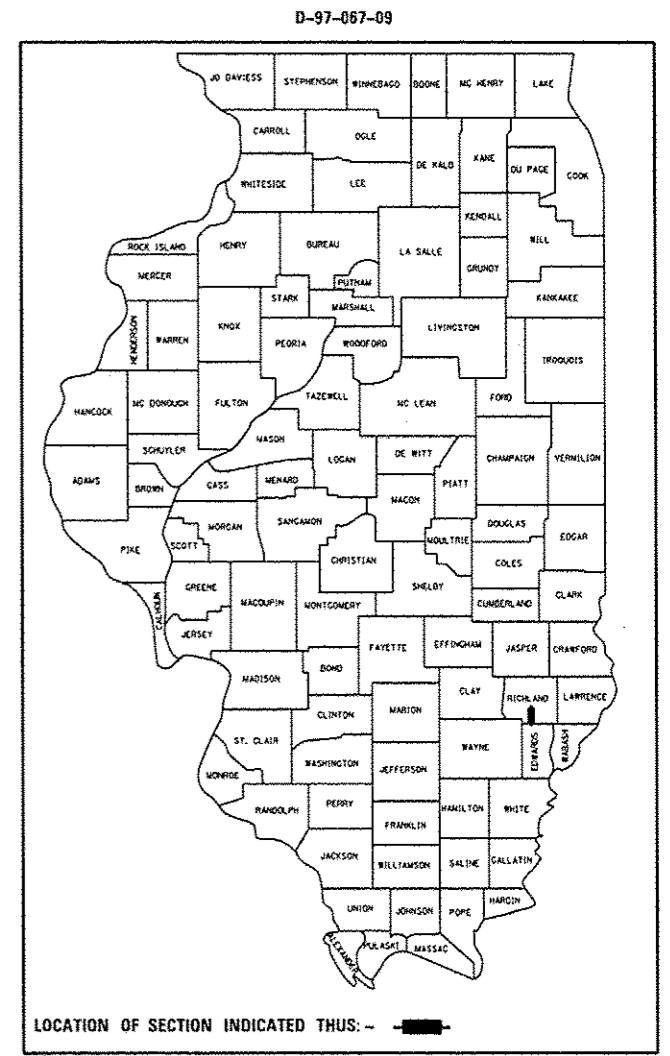 D-97-067-09
JO DAVIESS STEPHENSON WINNEBAGO BOONE MC HENRY LAKE
CARROLL OGLE
DE KALB KANE DU PAGE COOK
WHITESIDE LEE
KENDALL
ROCK ISLAND HENRY BUREAU LA SALLE WILL
MERCER GRUNDY
PUTNAM
STARK MARSHALL KANKAKEE
HENDERSON WARREN KNOX PEORIA WOODFORD LIVINGSTON
IROQUOIS
HANCOCK MC DONOUGH FULTON TAZEWELL MC LEAN FORD
MASON
SCHUYLER LOGAN DE WITT CHAMPAIGN VERMILION
ADAMS BROWN CASS MENARD PIATT
MACON
PIKE SCOTT MORGAN SANGAMON MOULTRIE DOUGLAS EDGAR
CHRISTIAN COLES
CALHOUN GREENE MACOUPIN MONTGOMERY SHELBY CUMBERLAND CLARK
JERSEY FAYETTE EFFINGHAM JASPER CRAWFORD
MADISON BOND
CLAY RICHLAND LAWRENCE
CLINTON MARION
ST. CLAIR WAYNE EDWARDS WABASH
WASHINGTON JEFFERSON
MONROE
RANDOLPH PERRY HAMILTON WHITE
FRANKLIN
JACKSON WILLIAMSON SALINE GALLATIN
UNION JOHNSON POPE HARDIN
ALEXANDER PULASKI MASSAC
LOCATION OF SECTION INDICATED THUS: -